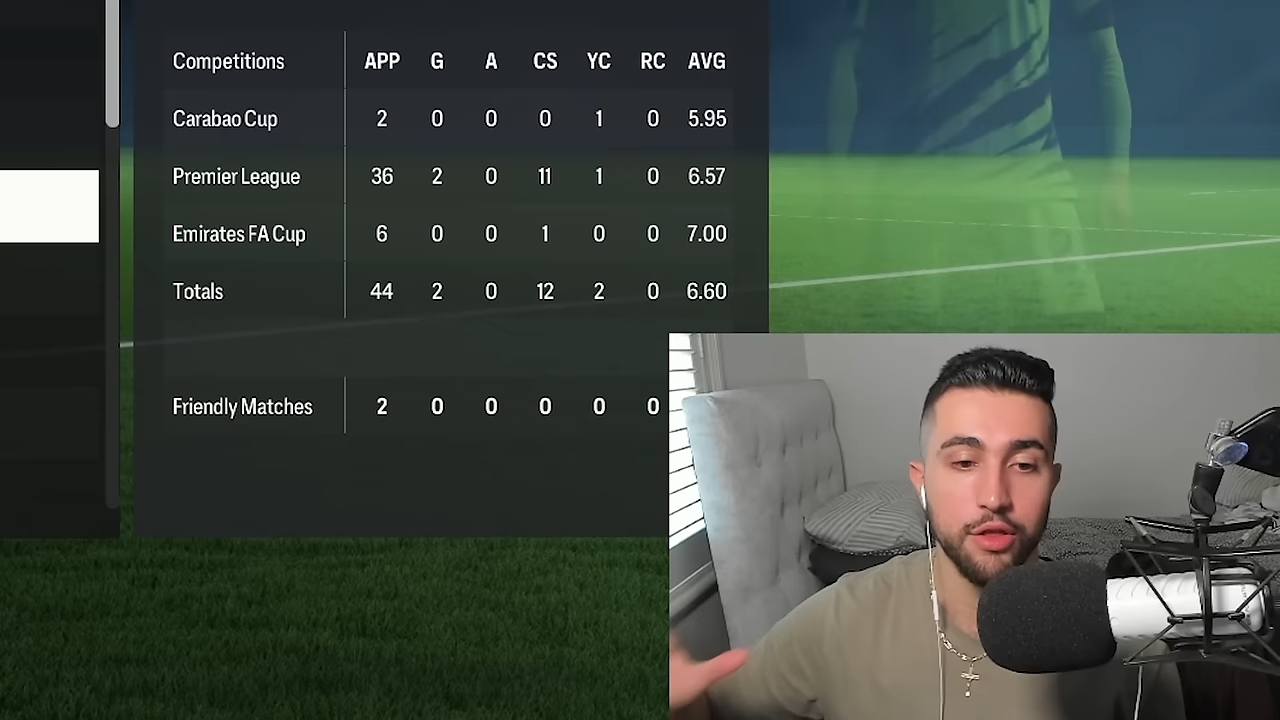 Competitions APP G A CS YC RC AVG
Carabao Cup 2 0 0 0 1 0 5.95
Premier League 36 2 0 11 1 0 6.57
Emirates FA Cup 6 0 0 1 0 0 7.00
Totals 44 2 0 12 2 0 6.60
Friendly Matches 2 0 0 0 0 0